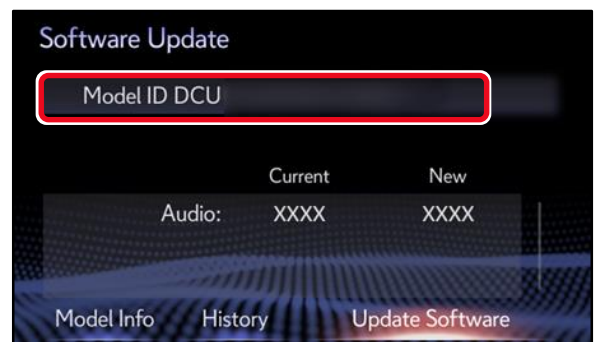 Software Update
Model ID DCU
Current New
Audio: XXXX XXXX
Model Info History Update Software